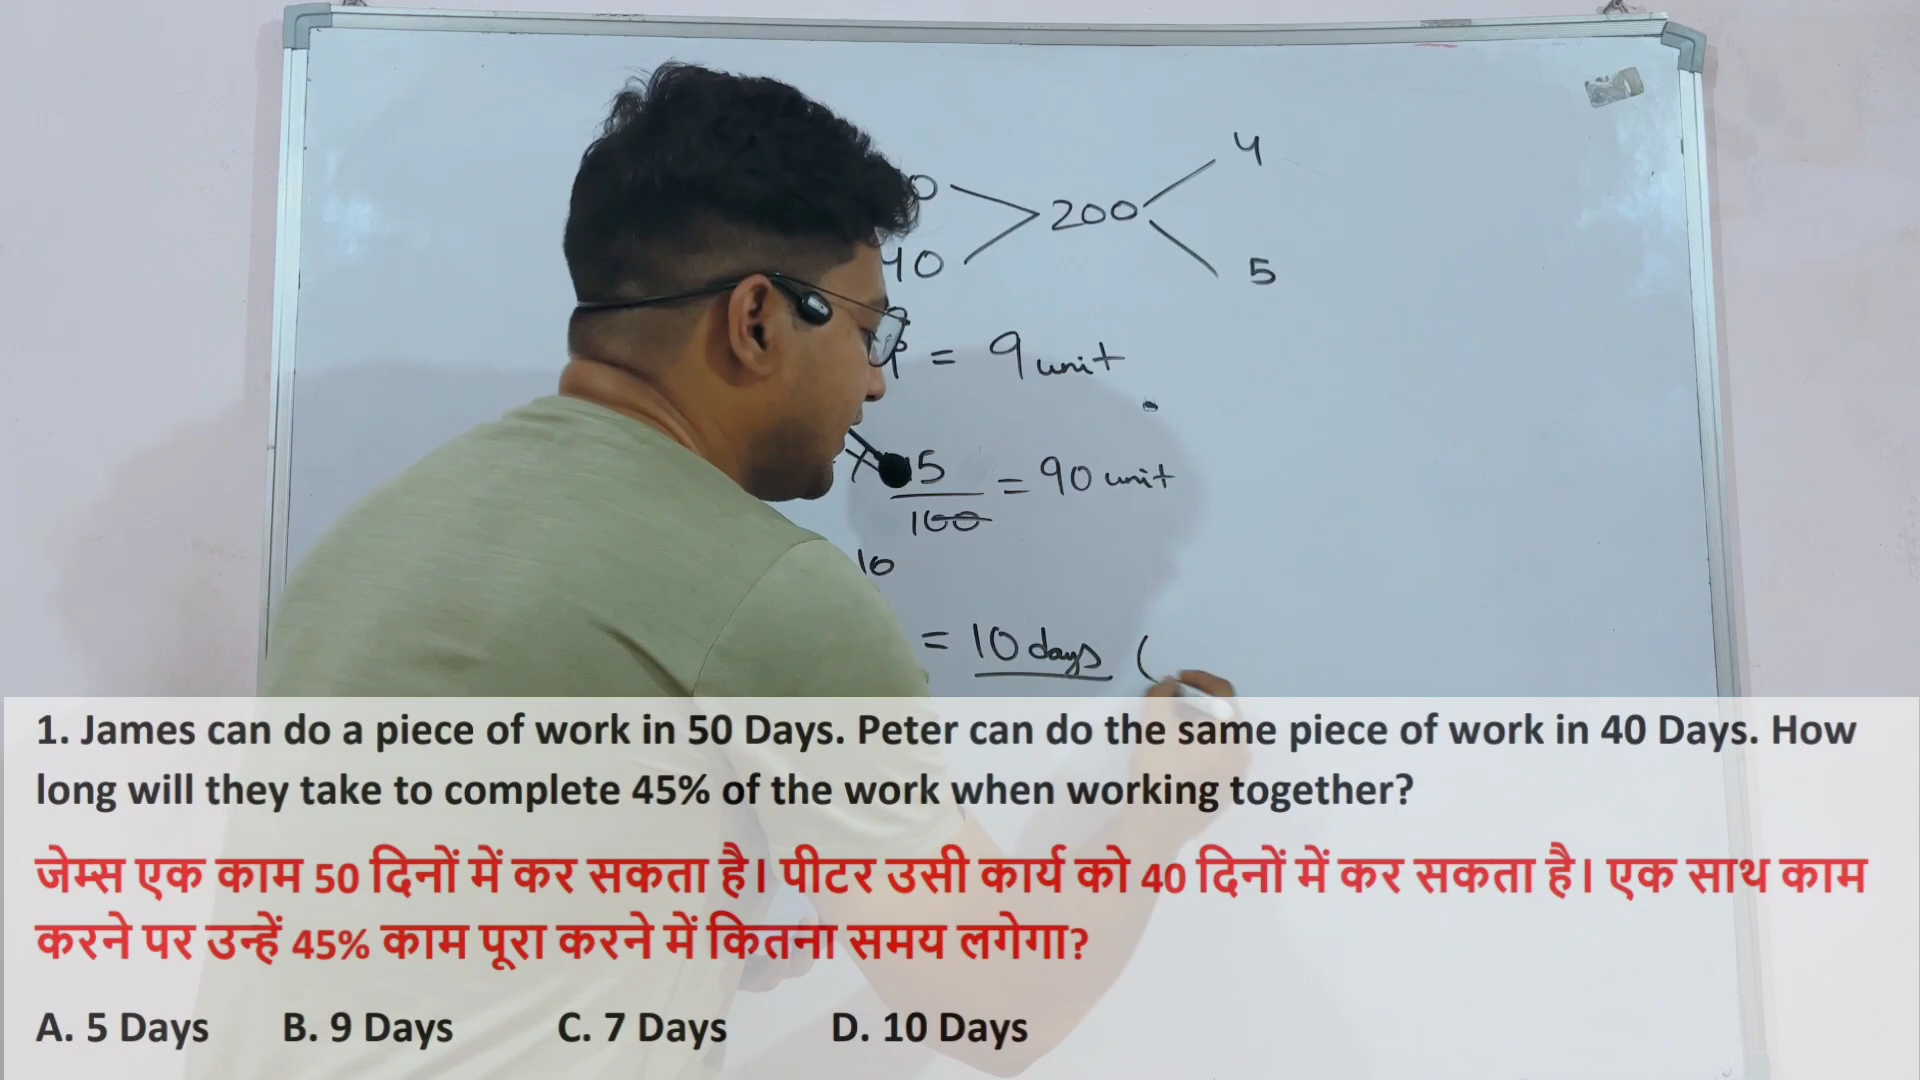 4
0 200
40 5
= 9 unit
5
= 90 unit
100
10
= 10 days (
1. James can do a piece of work in 50 Days. Peter can do the same piece of work in 40 Days. How
long will they take to complete 45% of the work when working together?
जेम्स एक काम 50 दिनों में कर सकता है। पीटर उसी कार्य को 40 दिनों में कर सकता है। एक साथ काम
करने पर उन्हें 45% काम पूरा करने में कितना समय लगेगा?
A. 5 Days B. 9 Days C. 7 Days D. 10 Days